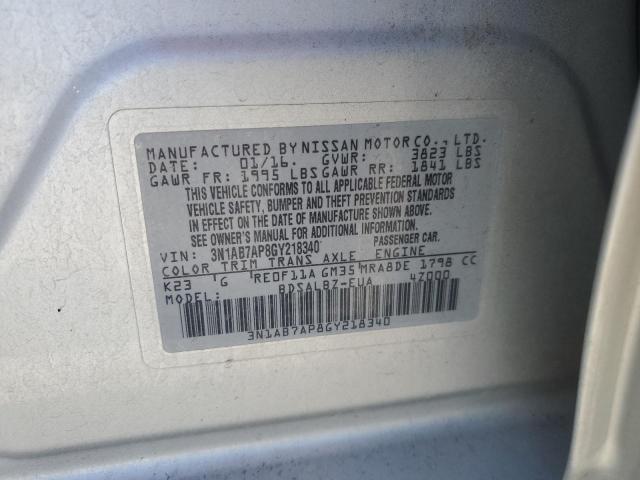 MANUFACTURED BY NISSAN MOTOR CO., LTD.
DATE: 01/16. GVWR: 3823 LBS
GAWR FR: 1995 LBS GAWR RR: 1841 LBS
THIS VEHICLE CONFORMS TO ALL APPLICABLE FEDERAL MOTOR
VEHICLE SAFETY, BUMPER AND THEFT PREVENTION STANDARDS
IN EFFECT ON THE DATE OF MANUFACTURE SHOWN ABOVE.
SEE OWNER'S MANUAL GENERAL INFORMATION
VIN: 3N1AB7AP8GY218340 PASSENGER CAR.
COLOR TRIM TRANS AXLE ENGINE
K23 G RE0F11A GM35 MRA8DE 1798 CC
MODEL: BDSALBZ-EUA 4Z000
3N1AB7AP8GY218340